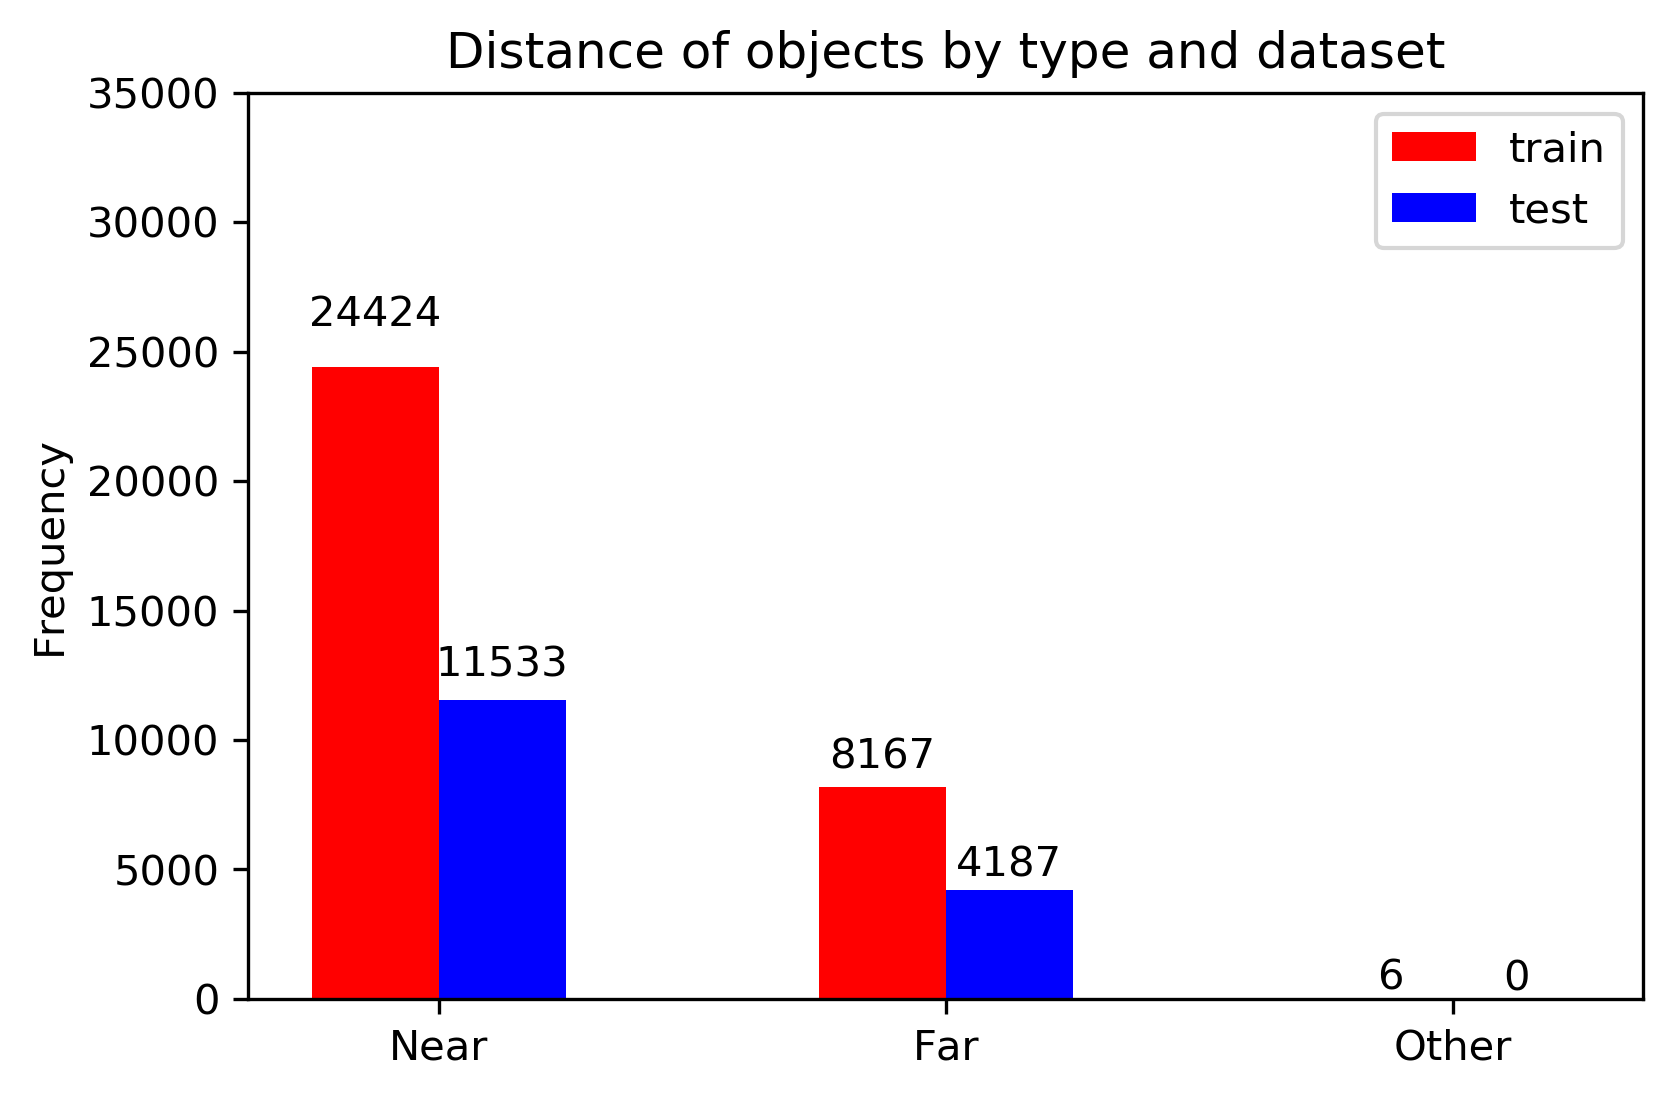 Distance of objects by type and dataset
35000
30000
25000
20000
15000
10000
5000
0
Frequency
train
test
24424
11533
8167
4187
6
0
Near
Far
Other